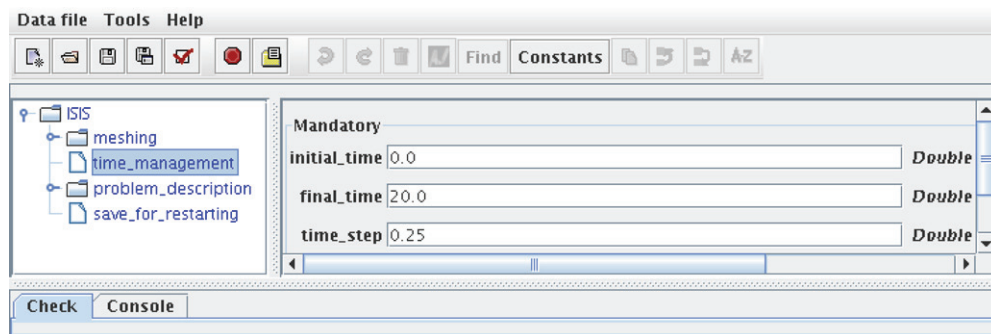 Data file Tools Help
Find Constants AZ
ISIS
meshing
time_management
problem_description
save_for_restarting
Mandatory
initial_time 0.0 Double
final_time 20.0 Double
time_step 0.25 Double
Check Console